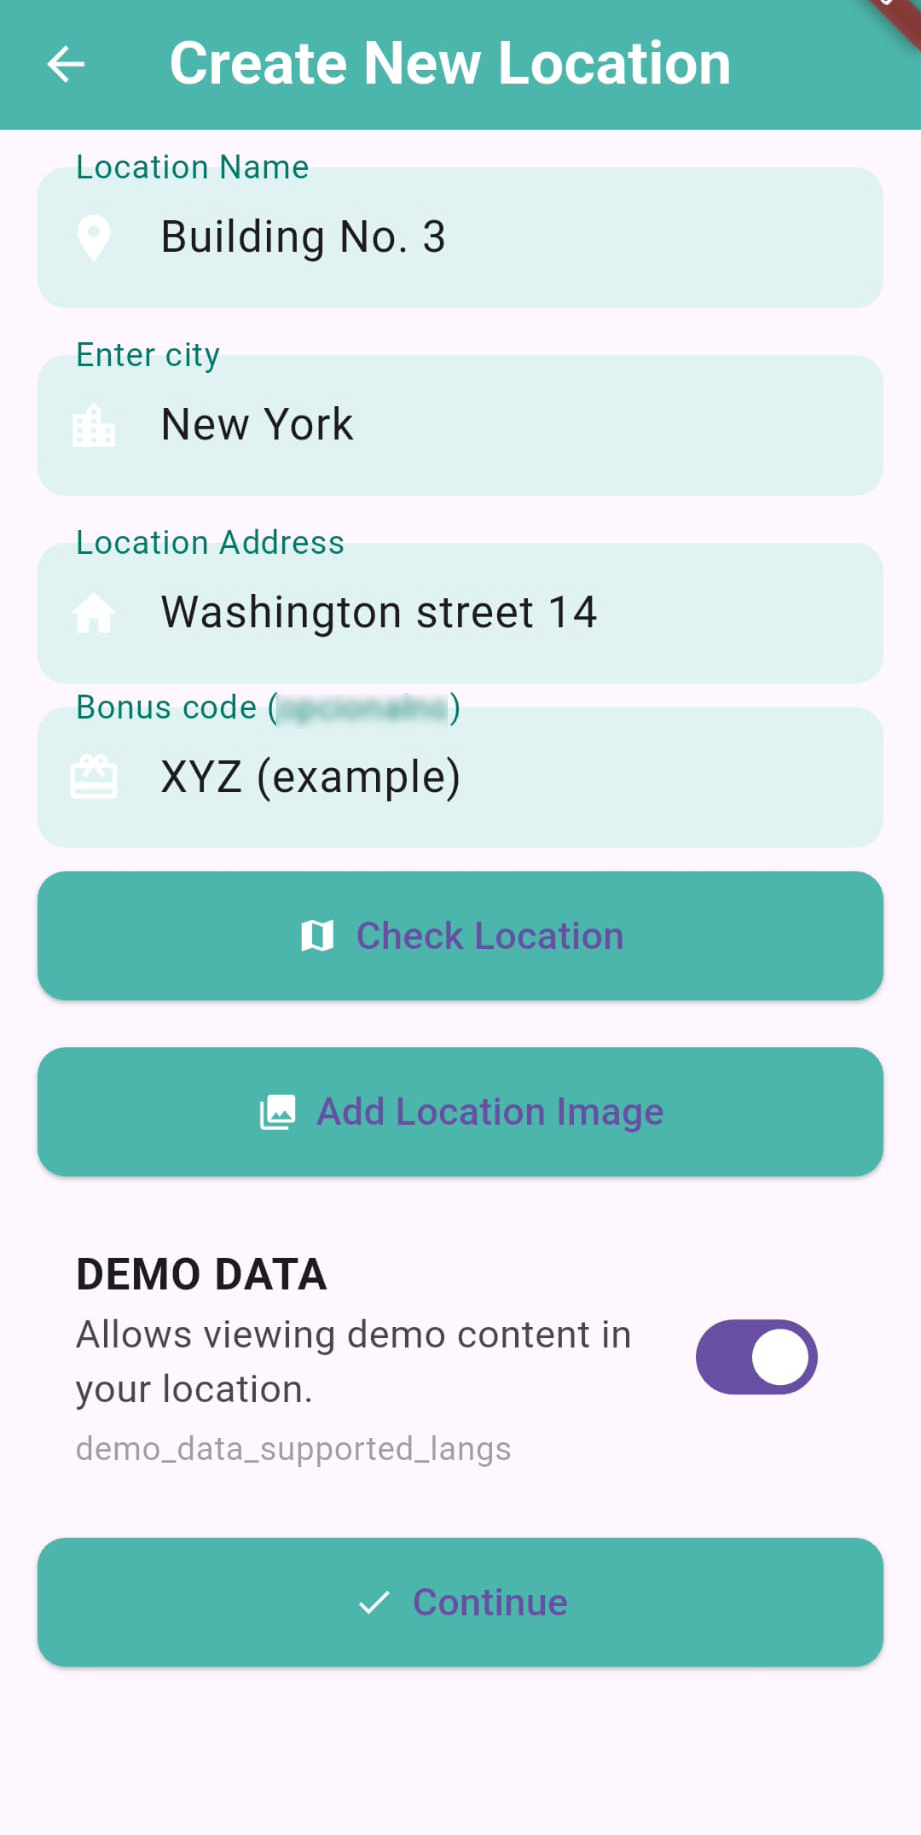 Create New Location
Location Name
Building No. 3
Enter city
New York
Location Address
Washington street 14
Bonus code ()
XYZ (example)
Check Location
Add Location Image
DEMO DATA
Allows viewing demo content in
your location.
demo_data_supported_langs
Continue